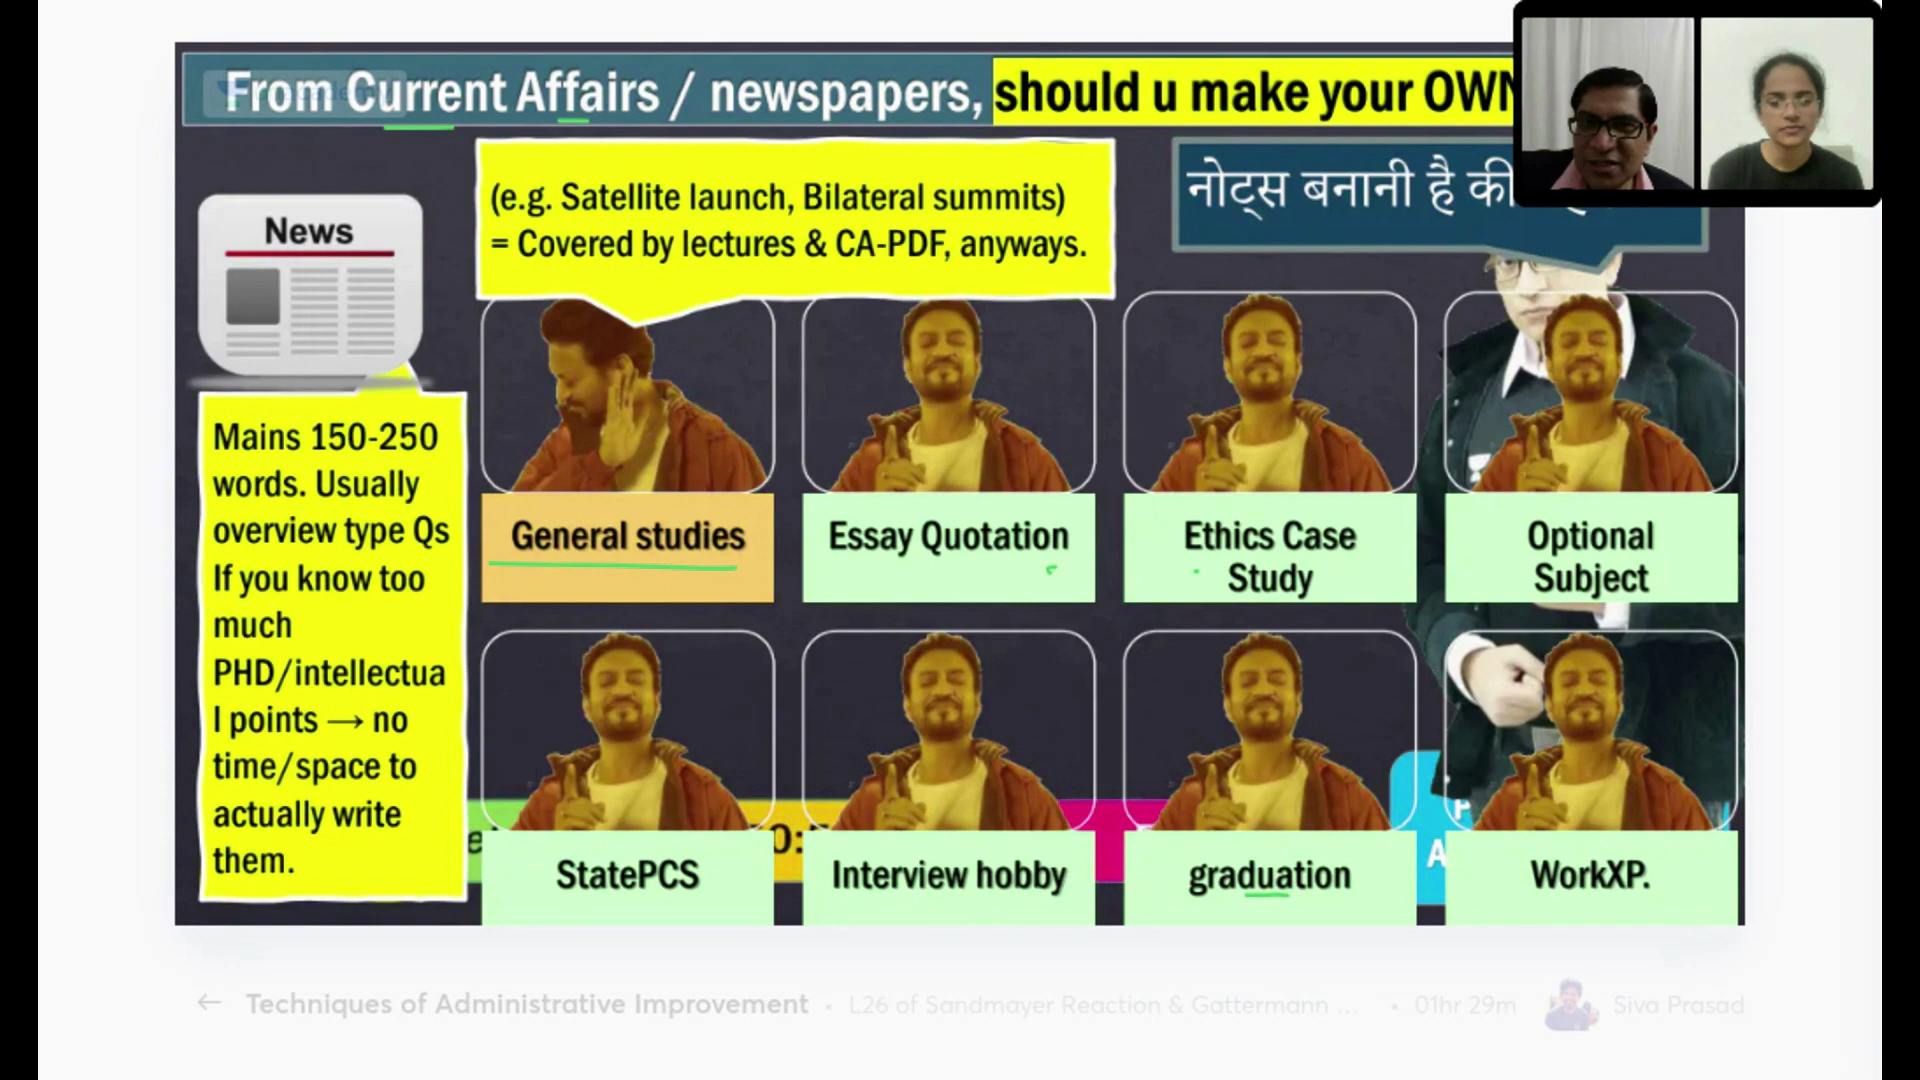 From Current Affairs / newspapers, should u make your OWN
(e.g. Satellite launch, Bilateral summits)
= Covered by lectures & CA-PDF, anyways.
नोट्स बनानी है की
News
Mains 150-250
words. Usually
overview type Qs
If you know too
much
PHD/intellectua
l points → no
time/space to
actually write
them.
General studies
Essay Quotation
Ethics Case
Study
Optional
Subject
StatePCS
Interview hobby
graduation
WorkXP.
← Techniques of Administrative Improvement • L26 of Sandmayer Reaction & Gattermann ... • 01hr 29m Siva Prasad